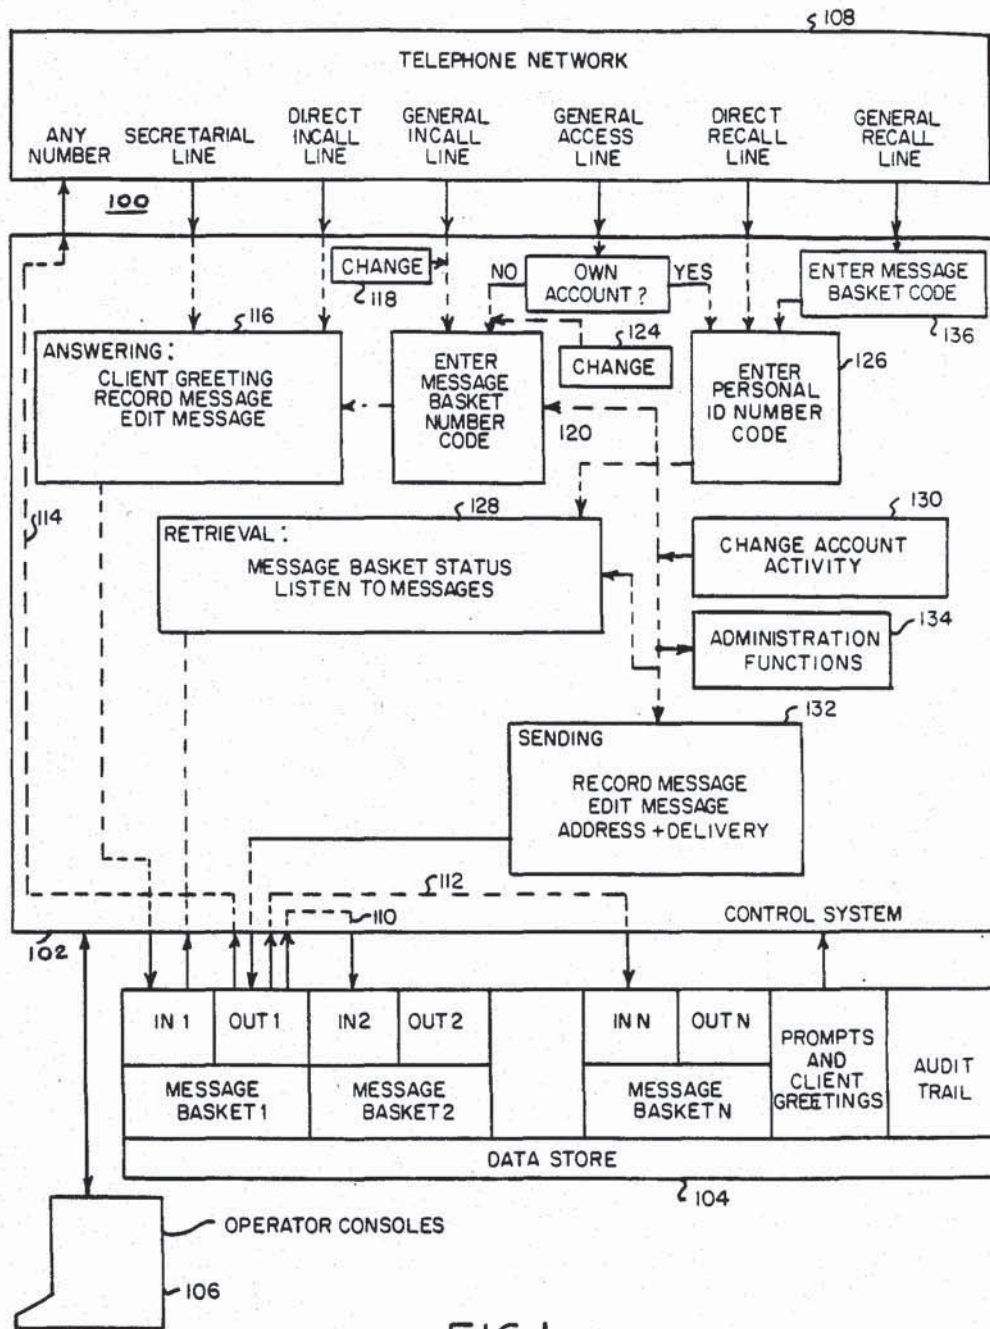 108
TELEPHONE NETWORK
ANY
NUMBER
SECRETARIAL
LINE
DIRECT
INCALL
LINE
GENERAL
INCALL
LINE
GENERAL
ACCESS
LINE
DIRECT
RECALL
LINE
GENERAL
RECALL
LINE
100
CHANGE
118
NO
OWN
ACCOUNT?
YES
ENTER MESSAGE
BASKET CODE
136
116
ANSWERING:
CLIENT GREETING
RECORD MESSAGE
EDIT MESSAGE
ENTER
MESSAGE
BASKET
NUMBER
CODE
120
124
CHANGE
ENTER
PERSONAL
ID NUMBER
CODE
126
114
128
RETRIEVAL:
MESSAGE BASKET STATUS
LISTEN TO MESSAGES
130
CHANGE ACCOUNT
ACTIVITY
134
ADMINISTRATION
FUNCTIONS
132
SENDING
RECORD MESSAGE
EDIT MESSAGE
ADDRESS + DELIVERY
112
110
CONTROL SYSTEM
102
IN 1
OUT 1
IN 2
OUT 2
IN N
OUT N
MESSAGE
BASKET 1
MESSAGE
BASKET 2
MESSAGE
BASKET N
PROMPTS
AND
CLIENT
GREETINGS
AUDIT
TRAIL
DATA STORE
104
OPERATOR CONSOLES
106
FIG. 1